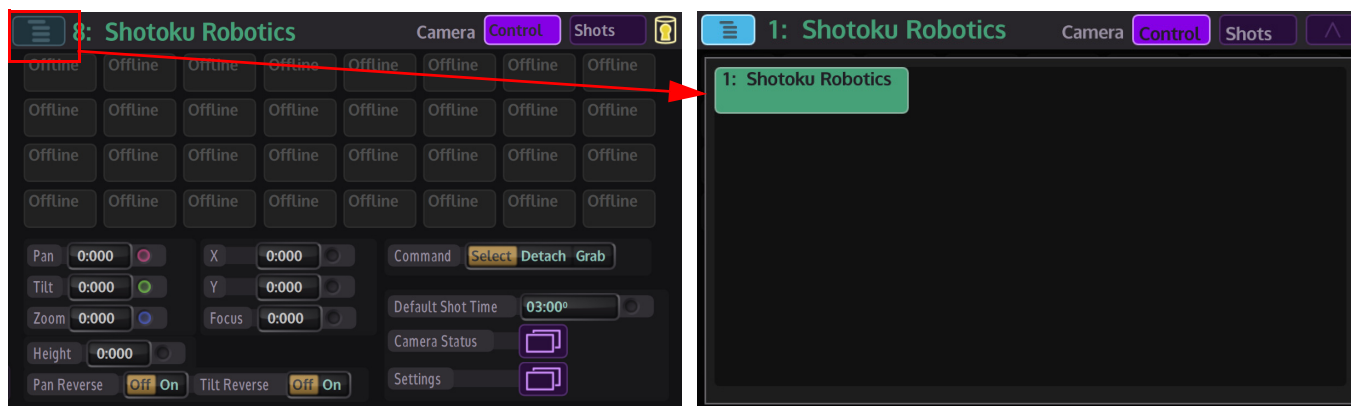 8: Shotoku Robotics Camera Control Shots
Offline Offline Offline Offline Offline Offline Offline Offline
Offline Offline Offline Offline Offline Offline Offline Offline
Offline Offline Offline Offline Offline Offline Offline Offline
Offline Offline Offline Offline Offline Offline Offline Offline
Pan 0:000 X 0:000 Command Select Detach Grab
Tilt 0:000 Y 0:000
Default Shot Time 03:00⁰
Zoom 0:000 Focus 0:000
Camera Status
Height 0:000
Settings
Pan Reverse Off On Tilt Reverse Off On
1: Shotoku Robotics Camera Control Shots
1: Shotoku Robotics